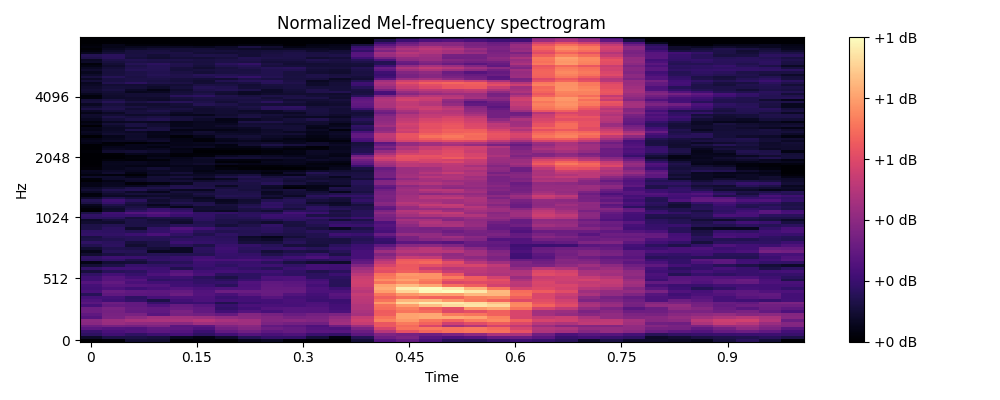 Normalized Mel-frequency spectrogram
Hz
4096
2048
1024
512
0
0 0.15 0.3 0.45 0.6 0.75 0.9
Time
+1 dB
+1 dB
+1 dB
+0 dB
+0 dB
+0 dB